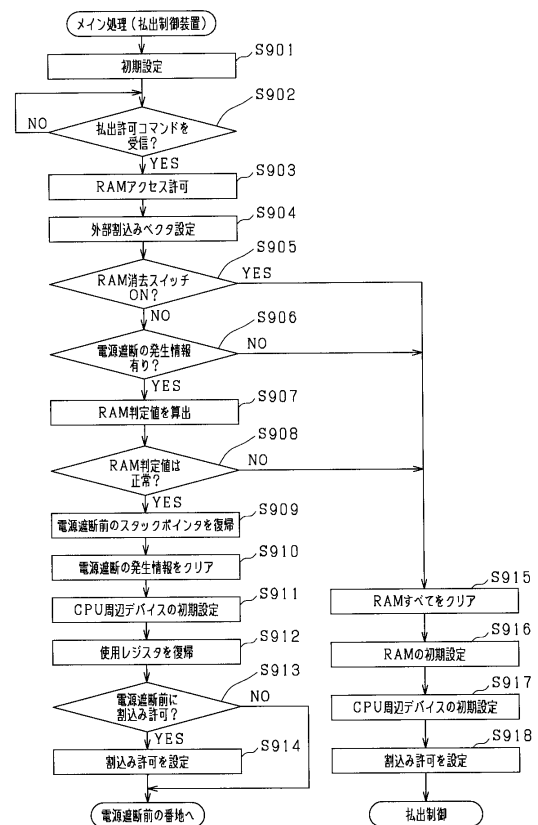 メイン処理(払出制御装置)
S901
初期設定
S902
払出許可コマンドを
受信?
NO
YES
S903
RAMアクセス許可
S904
外部割込みベクタ設定
S905
RAM消去スイッチ
ON?
YES
NO
S906
電源遮断の発生情報
有り?
NO
YES
S907
RAM判定値を算出
S908
RAM判定値は
正常?
NO
YES
S909
電源遮断前のスタックポインタを復帰
S910
電源遮断の発生情報をクリア
S911
CPU周辺デバイスの初期設定
S912
使用レジスタを復帰
S913
電源遮断前に
割込み許可?
NO
YES
S914
割込み許可を設定
電源遮断前の番地へ
S915
RAMすべてをクリア
S916
RAMの初期設定
S917
CPU周辺デバイスの初期設定
S918
割込み許可を設定
払出制御